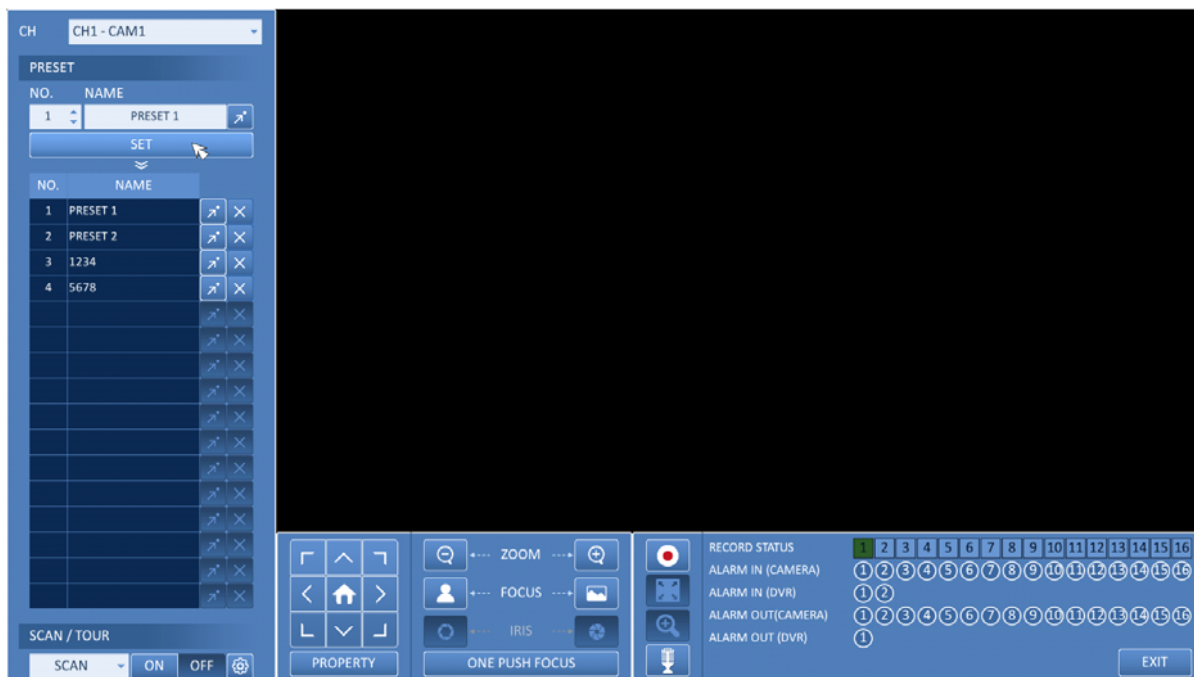 CH CH1 - CAM1
PRESET
NO. NAME
1 PRESET 1
SET
NO. NAME
1 PRESET 1
2 PRESET 2
3 1234
4 5678
SCAN / TOUR
SCAN ON OFF
ZOOM
FOCUS
IRIS
PROPERTY ONE PUSH FOCUS
RECORD STATUS 1 2 3 4 5 6 7 8 9 10 11 12 13 14 15 16
ALARM IN (CAMERA) 1 2 3 4 5 6 7 8 9 10 11 12 13 14 15 16
ALARM IN (DVR) 1 2
ALARM OUT(CAMERA) 1 2 3 4 5 6 7 8 9 10 11 12 13 14 15 16
ALARM OUT (DVR) 1
EXIT